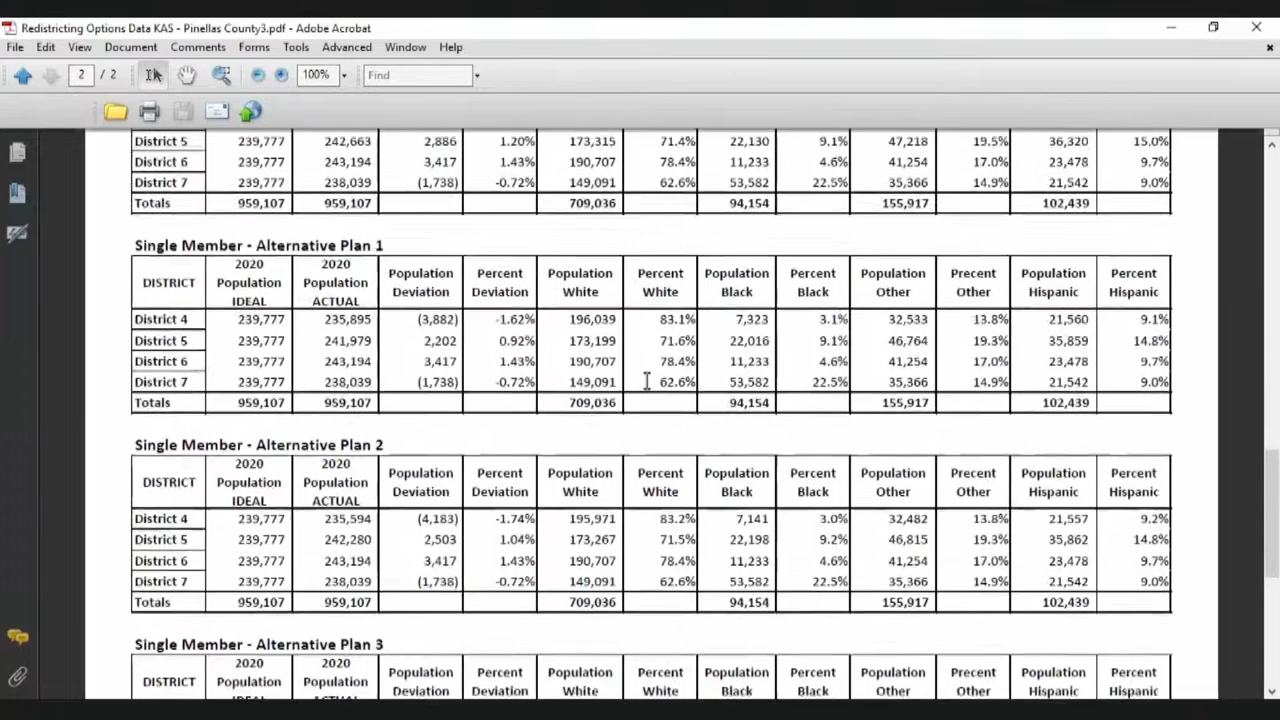 Redistricting Options Data KAS - Pinellas County3.pdf - Adobe Acrobat
File Edit View Document Comments Forms Tools Advanced Window Help
2 / 2 100% Find
District 5 239,777 242,663 2,886 1.20% 173,315 71.4% 22,130 9.1% 47,218 19.5% 36,320 15.0%
District 6 239,777 243,194 3,417 1.43% 190,707 78.4% 11,233 4.6% 41,254 17.0% 23,478 9.7%
District 7 239,777 238,039 (1,738) -0.72% 149,091 62.6% 53,582 22.5% 35,366 14.9% 21,542 9.0%
Totals 959,107 959,107 709,036 94,154 155,917 102,439
Single Member - Alternative Plan 1
DISTRICT 2020 Population IDEAL 2020 Population ACTUAL Population Deviation Percent Deviation Population White Percent White Population Black Percent Black Population Other Precent Other Population Hispanic Percent Hispanic
District 4 239,777 235,895 (3,882) -1.62% 196,039 83.1% 7,323 3.1% 32,533 13.8% 21,560 9.1%
District 5 239,777 241,979 2,202 0.92% 173,199 71.6% 22,016 9.1% 46,764 19.3% 35,859 14.8%
District 6 239,777 243,194 3,417 1.43% 190,707 78.4% 11,233 4.6% 41,254 17.0% 23,478 9.7%
District 7 239,777 238,039 (1,738) -0.72% 149,091 62.6% 53,582 22.5% 35,366 14.9% 21,542 9.0%
Totals 959,107 959,107 709,036 94,154 155,917 102,439
Single Member - Alternative Plan 2
DISTRICT 2020 Population IDEAL 2020 Population ACTUAL Population Deviation Percent Deviation Population White Percent White Population Black Percent Black Population Other Precent Other Population Hispanic Percent Hispanic
District 4 239,777 235,594 (4,183) -1.74% 195,971 83.2% 7,141 3.0% 32,482 13.8% 21,557 9.2%
District 5 239,777 242,280 2,503 1.04% 173,267 71.5% 22,198 9.2% 46,815 19.3% 35,862 14.8%
District 6 239,777 243,194 3,417 1.43% 190,707 78.4% 11,233 4.6% 41,254 17.0% 23,478 9.7%
District 7 239,777 238,039 (1,738) -0.72% 149,091 62.6% 53,582 22.5% 35,366 14.9% 21,542 9.0%
Totals 959,107 959,107 709,036 94,154 155,917 102,439
Single Member - Alternative Plan 3
DISTRICT 2020 Population 2020 Population Population Deviation Percent Deviation Population White Percent White Population Black Percent Black Population Other Precent Other Population Hispanic Percent Hispanic